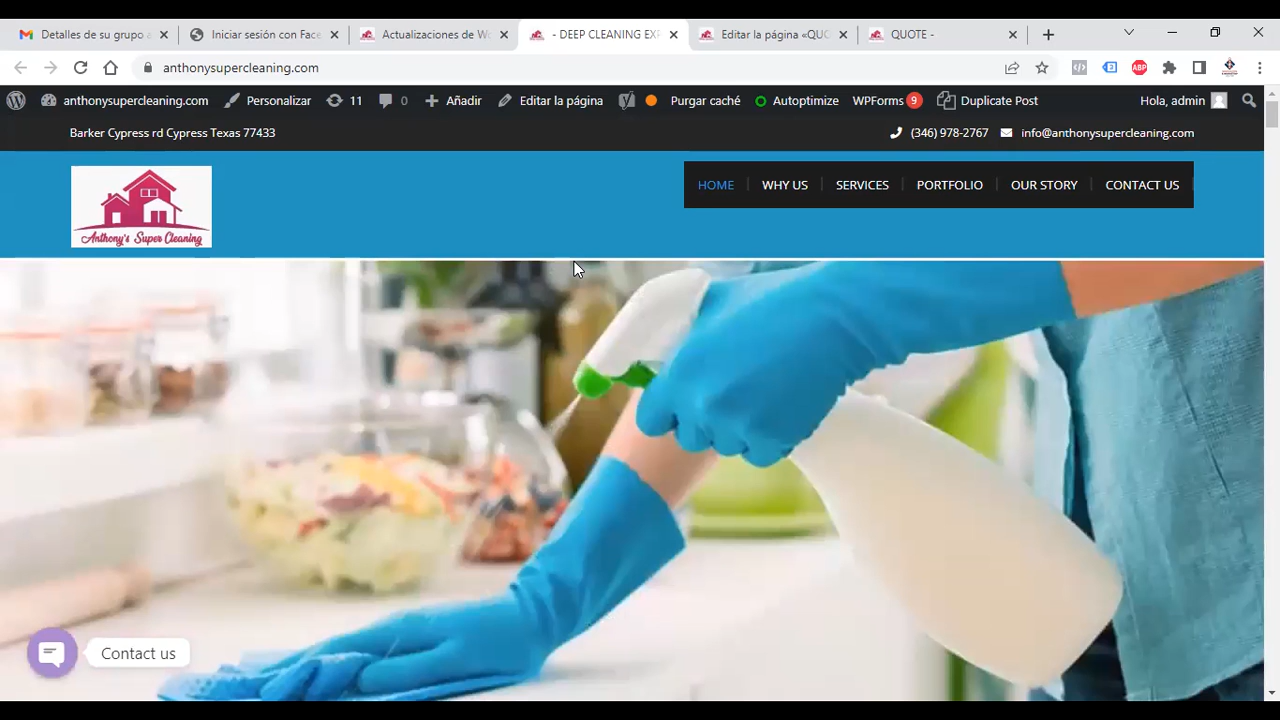 Detalles de su grupo
Iniciar sesión con Fac
Actualizaciones de W
- DEEP CLEANING EX
Editar la página «QUO
QUOTE -
anthonysupercleaning.com
ABP
anthonysupercleaning.com
Personalizar
11
0
Añadir
Editar la página
Purgar caché
Autoptimize
WPForms 9
Duplicate Post
Hola, admin
Barker Cypress rd Cypress Texas 77433
(346) 978-2767
info@anthonysupercleaning.com
Anthony's Super Cleaning
HOME
WHY US
SERVICES
PORTFOLIO
OUR STORY
CONTACT US
Contact us